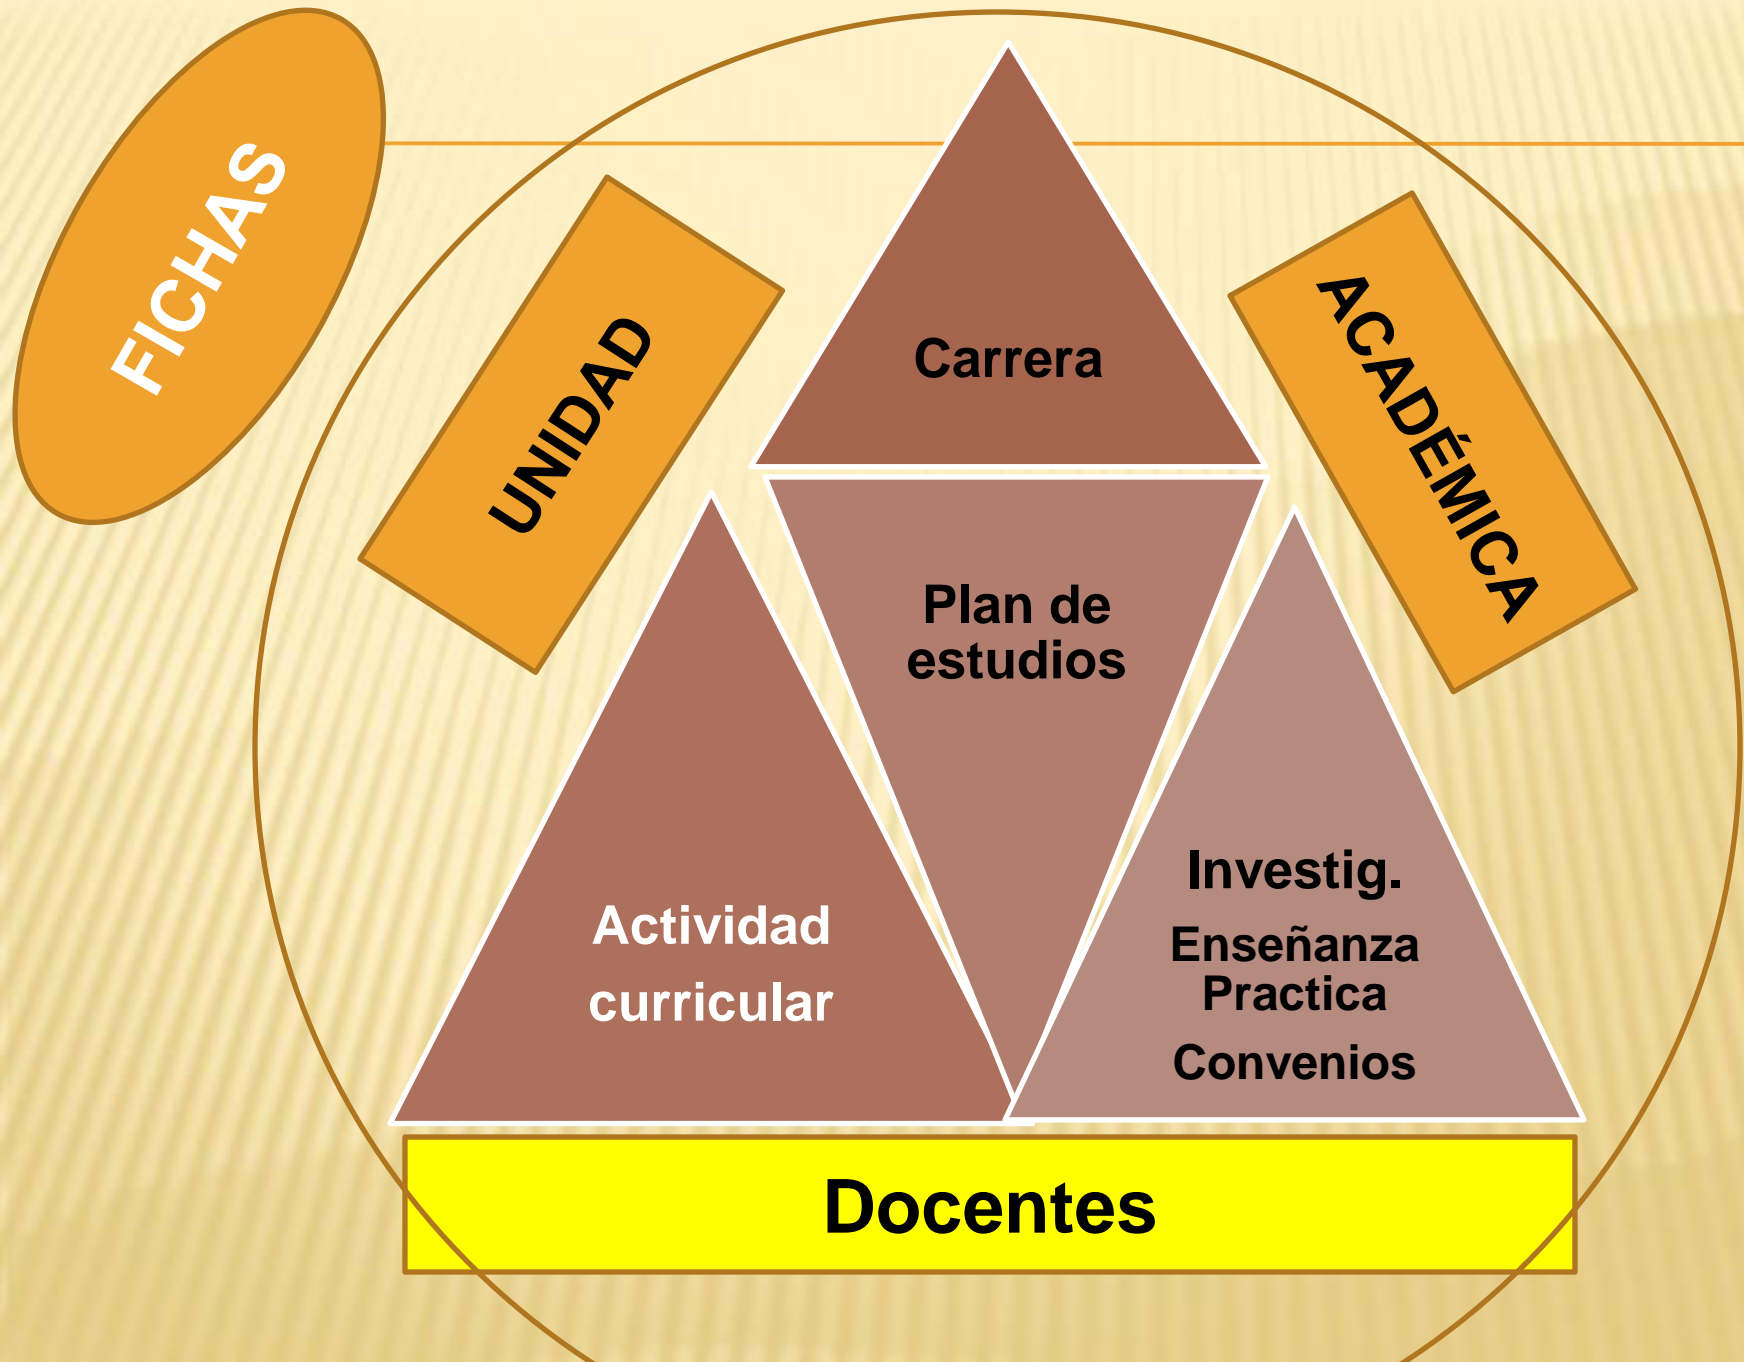 FICHAS
UNIDAD
ACADÉMICA
Carrera
Plan de
estudios
Actividad
curricular
Investig.
Enseñanza
Practica
Convenios
Docentes